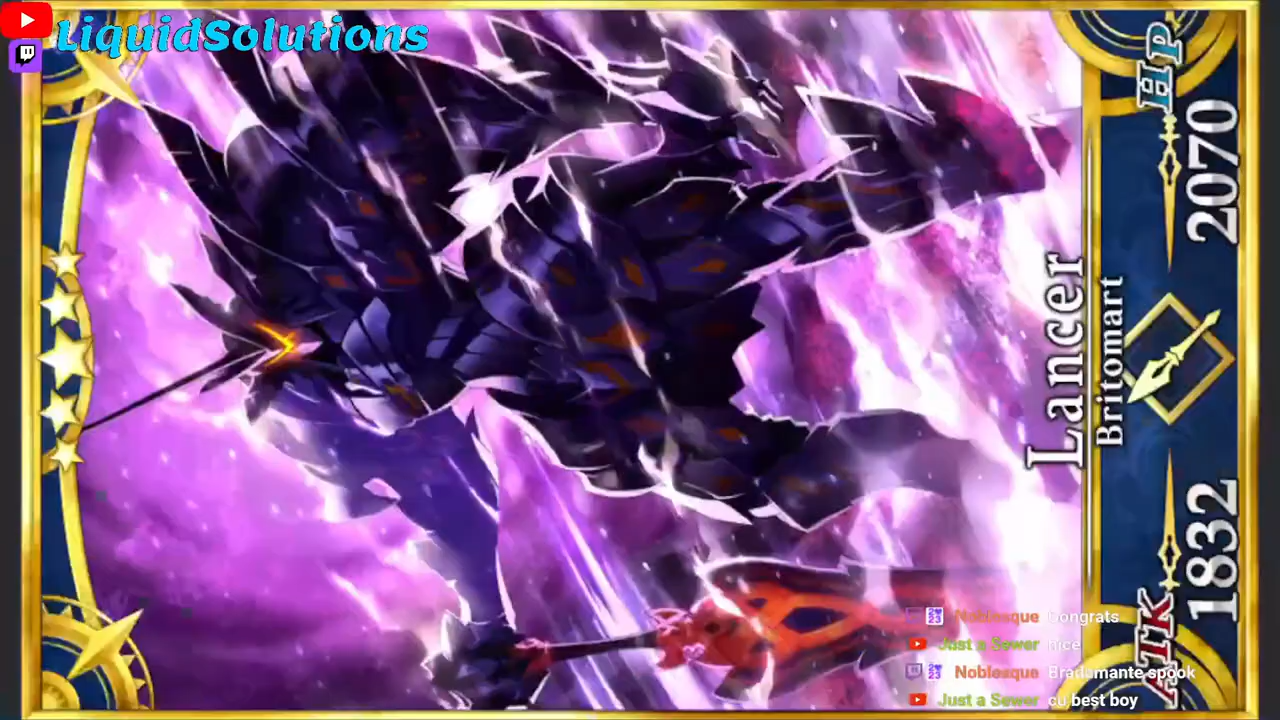 LiquidSolutions
HP
2070
Lancer
Britomart
ATK
1832
Noblesque congrats
Just a Sewer nice
Noblesque Bradamante spook
Just a Sewer cu best boy